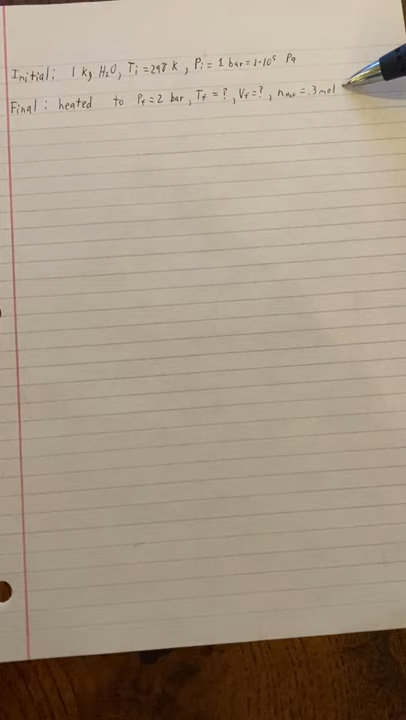 Initial: 1 kg H₂O, Tᵢ = 298 K, Pᵢ = 1 bar = 1·10⁵ Pa
Final: heated to P_f = 2 bar, T_f = ?, V_f = ?, n = .3 mol